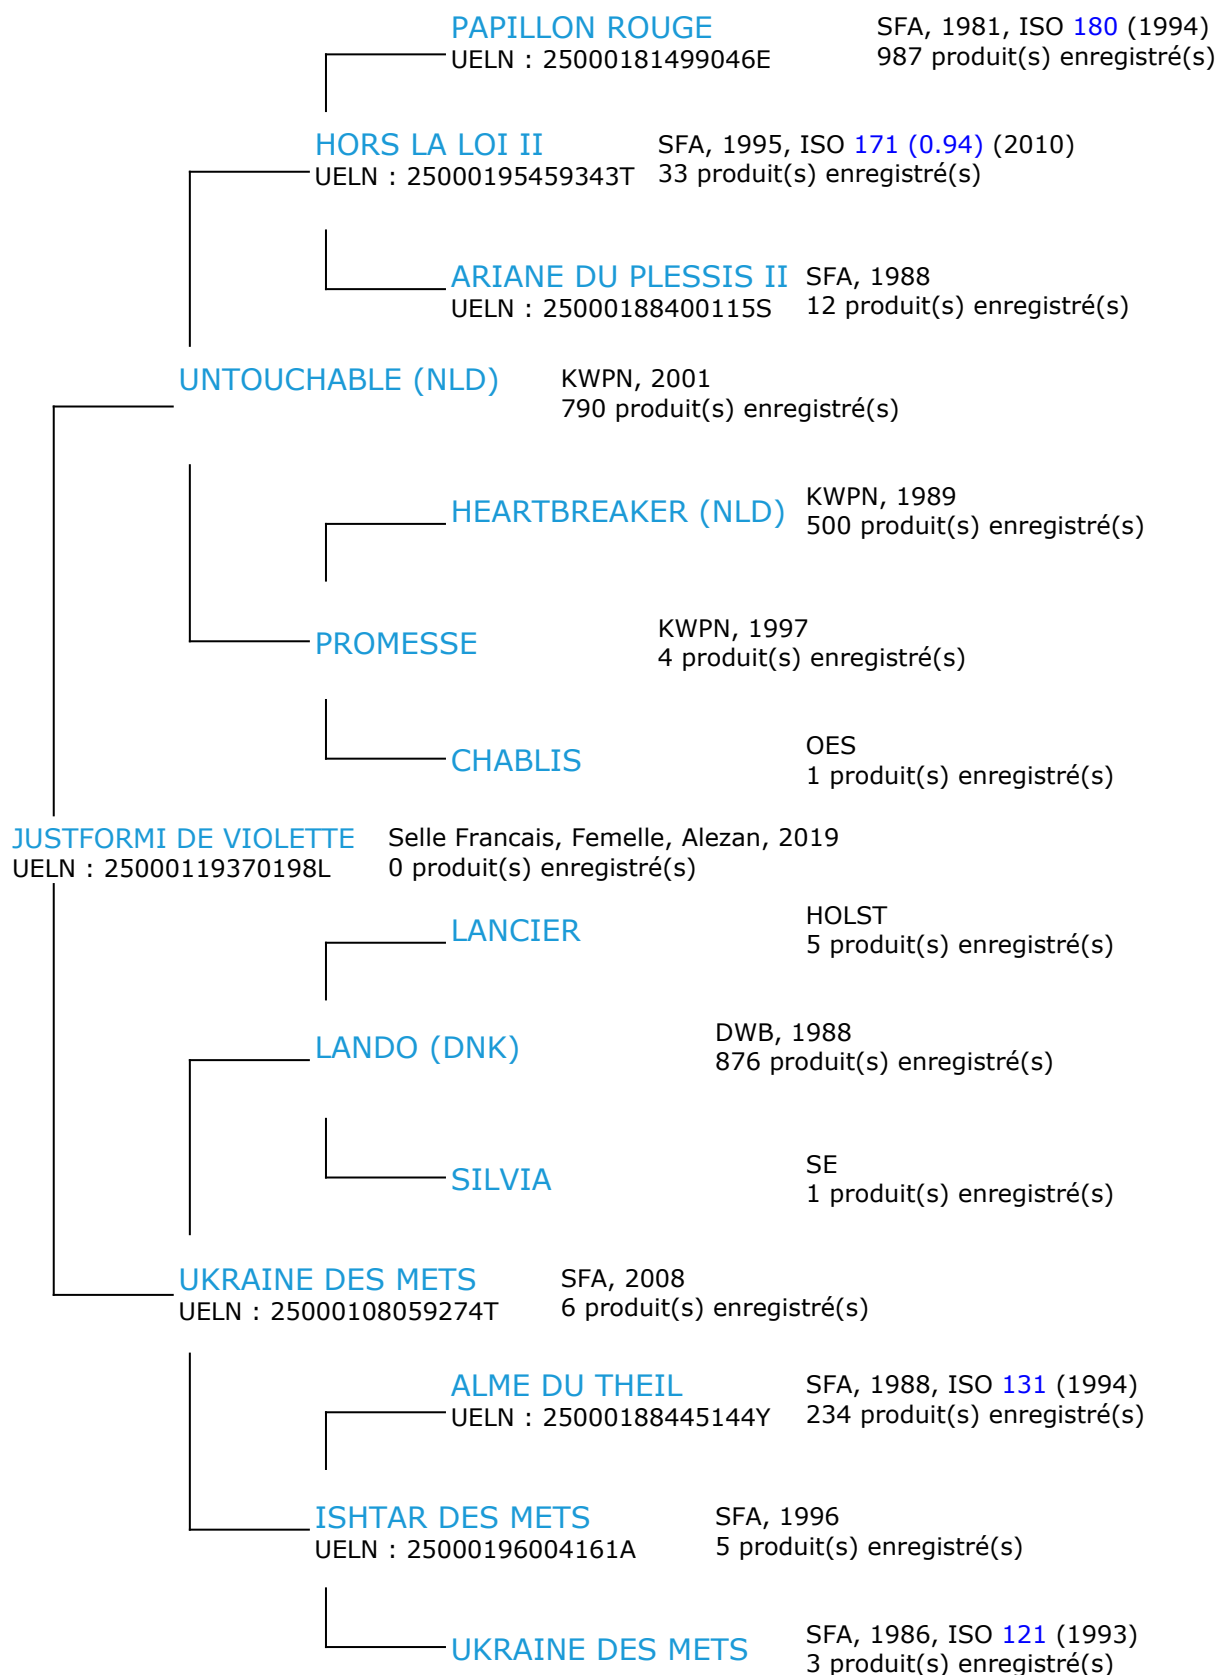 PAPILLON ROUGE
UELN : 25000181499046E
SFA, 1981, ISO 180 (1994)
987 produit(s) enregistré(s)
HORS LA LOI II
UELN : 25000195459343T
SFA, 1995, ISO 171 (0.94) (2010)
33 produit(s) enregistré(s)
ARIANE DU PLESSIS II
UELN : 25000188400115S
SFA, 1988
12 produit(s) enregistré(s)
UNTOUCHABLE (NLD)
KWPN, 2001
790 produit(s) enregistré(s)
HEARTBREAKER (NLD)
KWPN, 1989
500 produit(s) enregistré(s)
PROMESSE
KWPN, 1997
4 produit(s) enregistré(s)
CHABLIS
OES
1 produit(s) enregistré(s)
JUSTFORMI DE VIOLETTE
UELN : 25000119370198L
Selle Francais, Femelle, Alezan, 2019
0 produit(s) enregistré(s)
LANCIER
HOLST
5 produit(s) enregistré(s)
LANDO (DNK)
DWB, 1988
876 produit(s) enregistré(s)
SILVIA
SE
1 produit(s) enregistré(s)
UKRAINE DES METS
UELN : 25000108059274T
SFA, 2008
6 produit(s) enregistré(s)
ALME DU THEIL
UELN : 25000188445144Y
SFA, 1988, ISO 131 (1994)
234 produit(s) enregistré(s)
ISHTAR DES METS
UELN : 25000196004161A
SFA, 1996
5 produit(s) enregistré(s)
UKRAINE DES METS
SFA, 1986, ISO 121 (1993)
3 produit(s) enregistré(s)